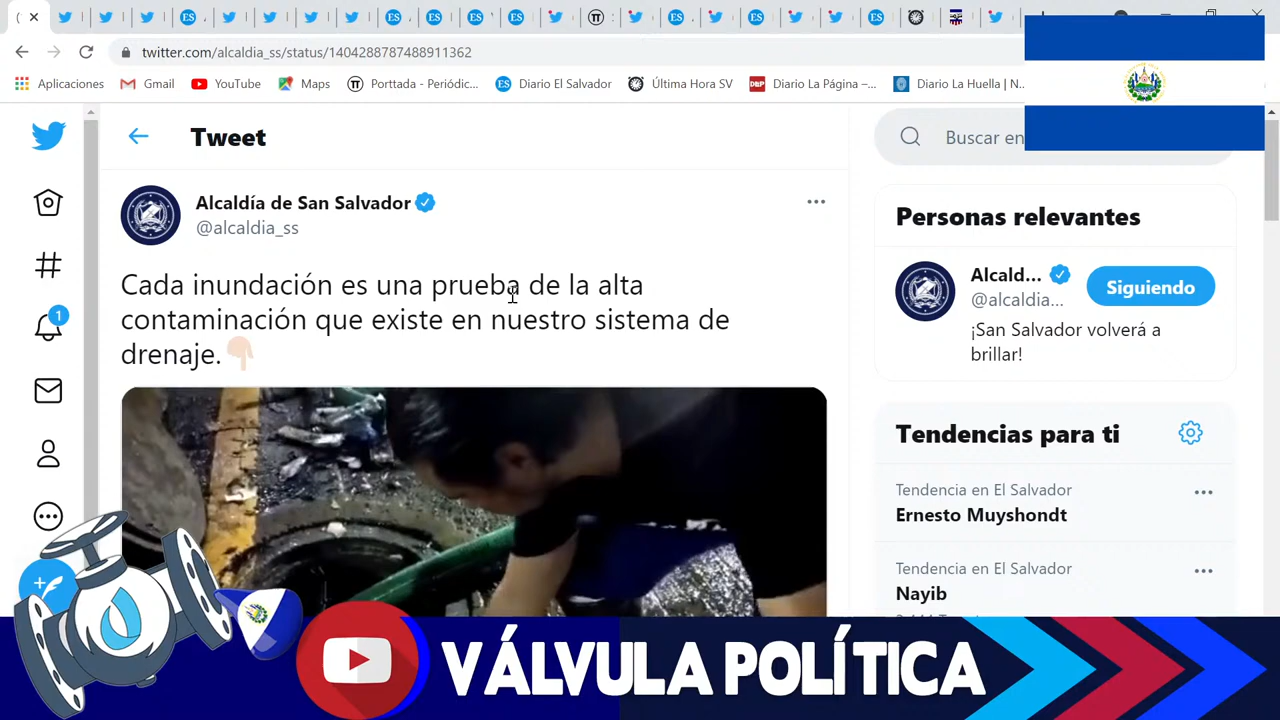 twitter.com/alcaldia_ss/status/1404288787488911362
Aplicaciones
Gmail
YouTube
Maps
Porttada - Periódic...
Diario El Salvador
Última Hora SV
Diario La Página –...
Diario La Huella | N...
Tweet
Buscar en
Alcaldía de San Salvador
@alcaldia_ss
Cada inundación es una prueba de la alta
contaminación que existe en nuestro sistema de
drenaje.
Personas relevantes
Alcald...
@alcaldia...
Siguiendo
¡San Salvador volverá a
brillar!
Tendencias para ti
Tendencia en El Salvador
Ernesto Muyshondt
Tendencia en El Salvador
Nayib
1
VÁLVULA POLÍTICA